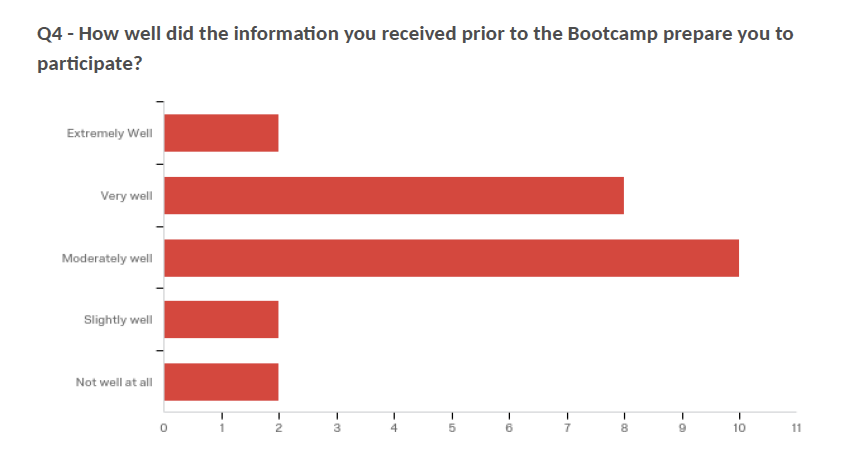 Q4 - How well did the information you received prior to the Bootcamp prepare you to
participate?
Extremely Well
Very well
Moderately well
Slightly well
Not well at all
0 1 2 3 4 5 6 7 8 9 10 11